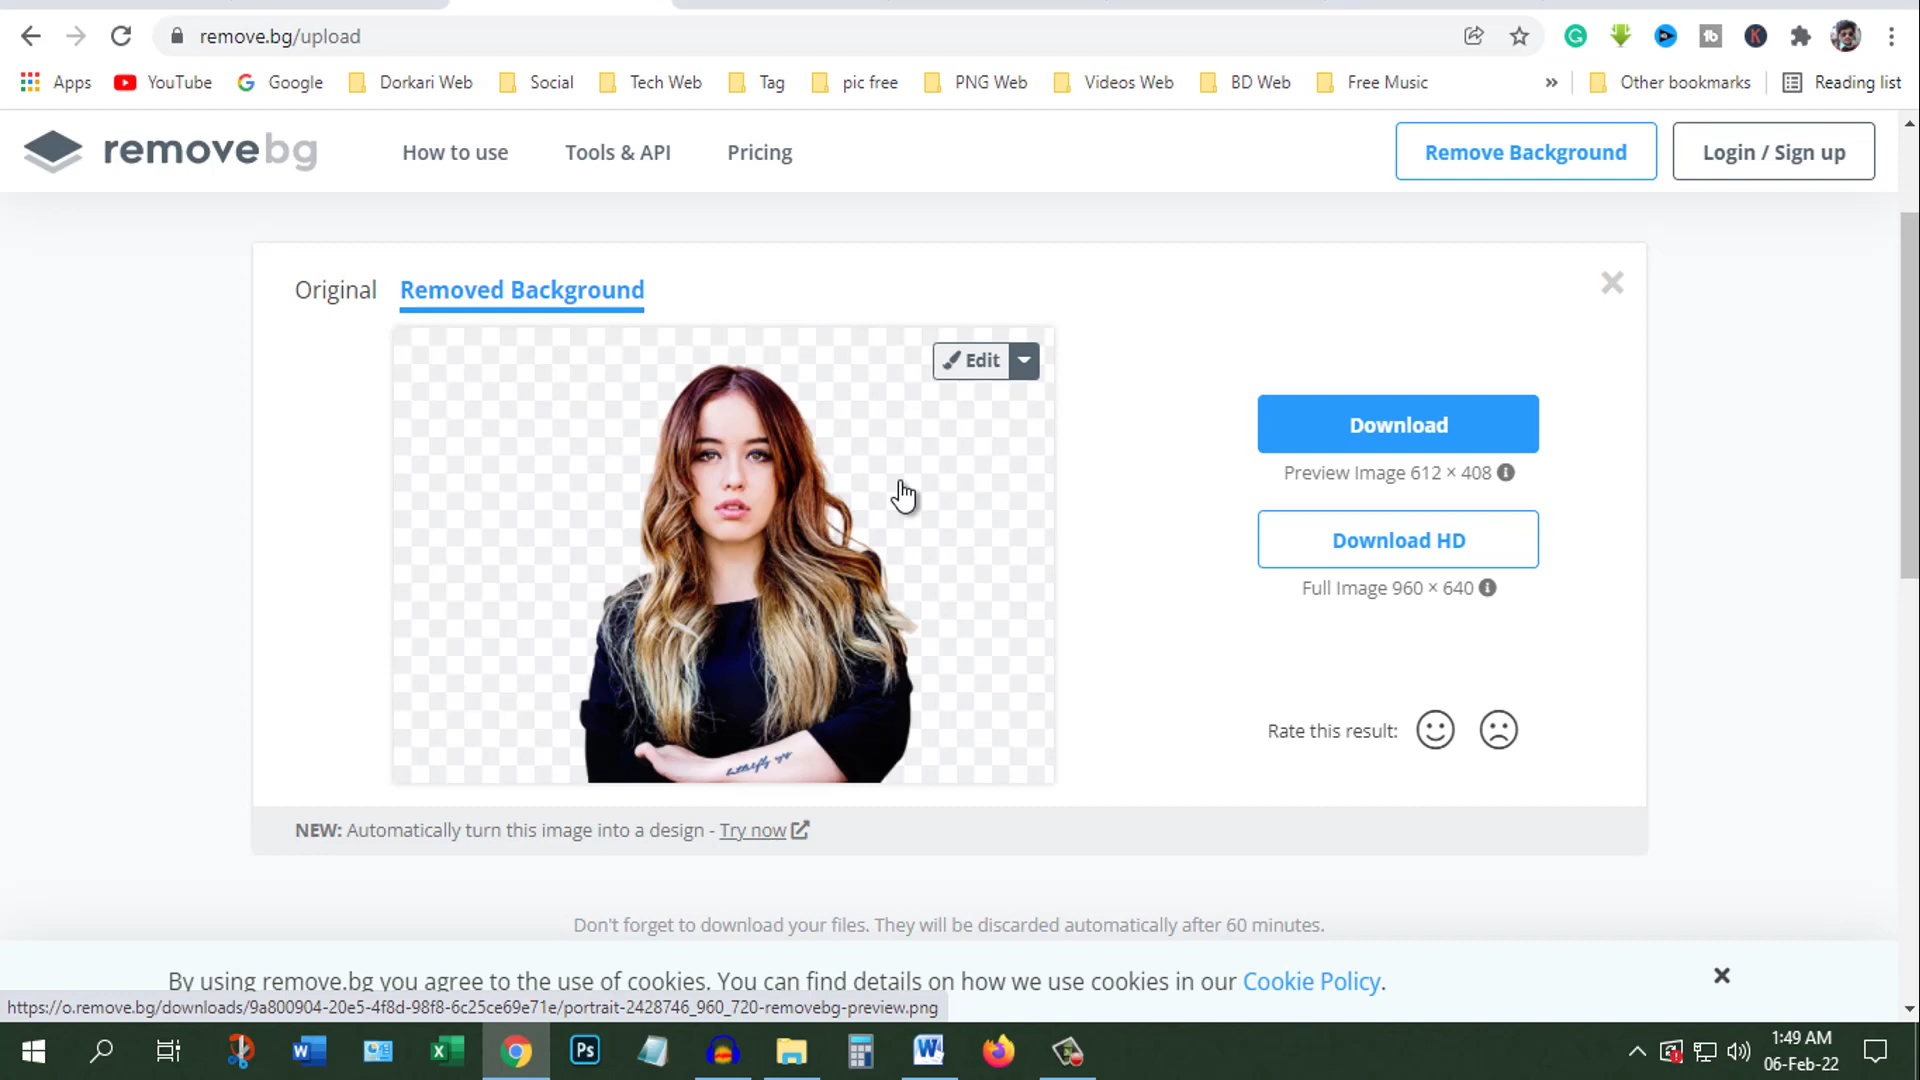 remove.bg/upload
Apps YouTube Google Dorkari Web Social Tech Web Tag pic free PNG Web Videos Web BD Web Free Music » Other bookmarks Reading list
removebg How to use Tools & API Pricing Remove Background Login / Sign up
Original Removed Background
Edit
Download
Preview Image 612 × 408
Download HD
Full Image 960 × 640
Rate this result:
NEW: Automatically turn this image into a design - Try now
Don't forget to download your files. They will be discarded automatically after 60 minutes.
By using remove.bg you agree to the use of cookies. You can find details on how we use cookies in our Cookie Policy.
https://o.remove.bg/downloads/9a800904-20e5-4f8d-98f8-6c25ce69e71e/portrait-2428746_960_720-removebg-preview.png
1:49 AM
06-Feb-22